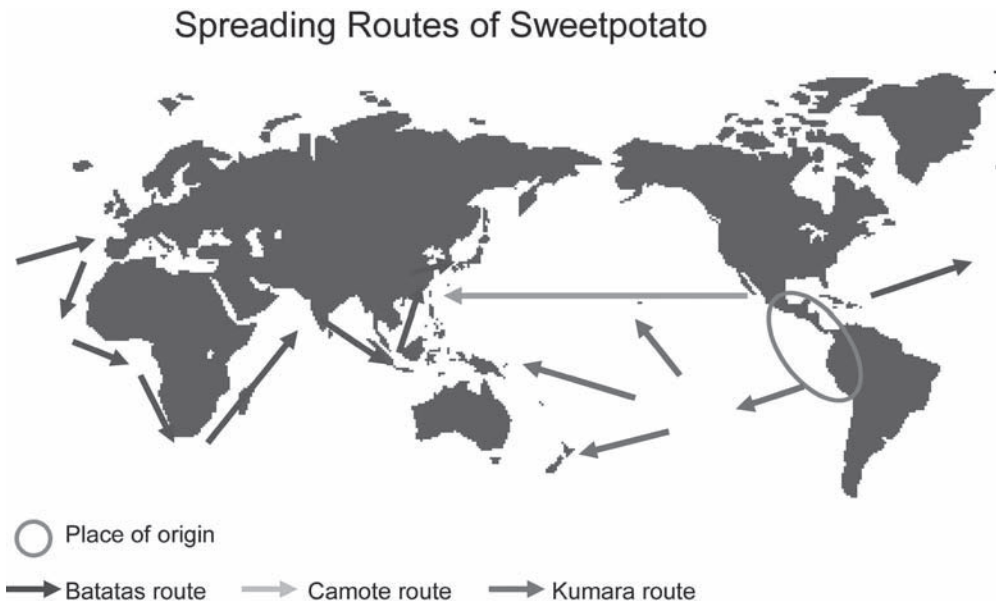 Spreading Routes of Sweetpotato
Place of origin
Batatas route Camote route Kumara route